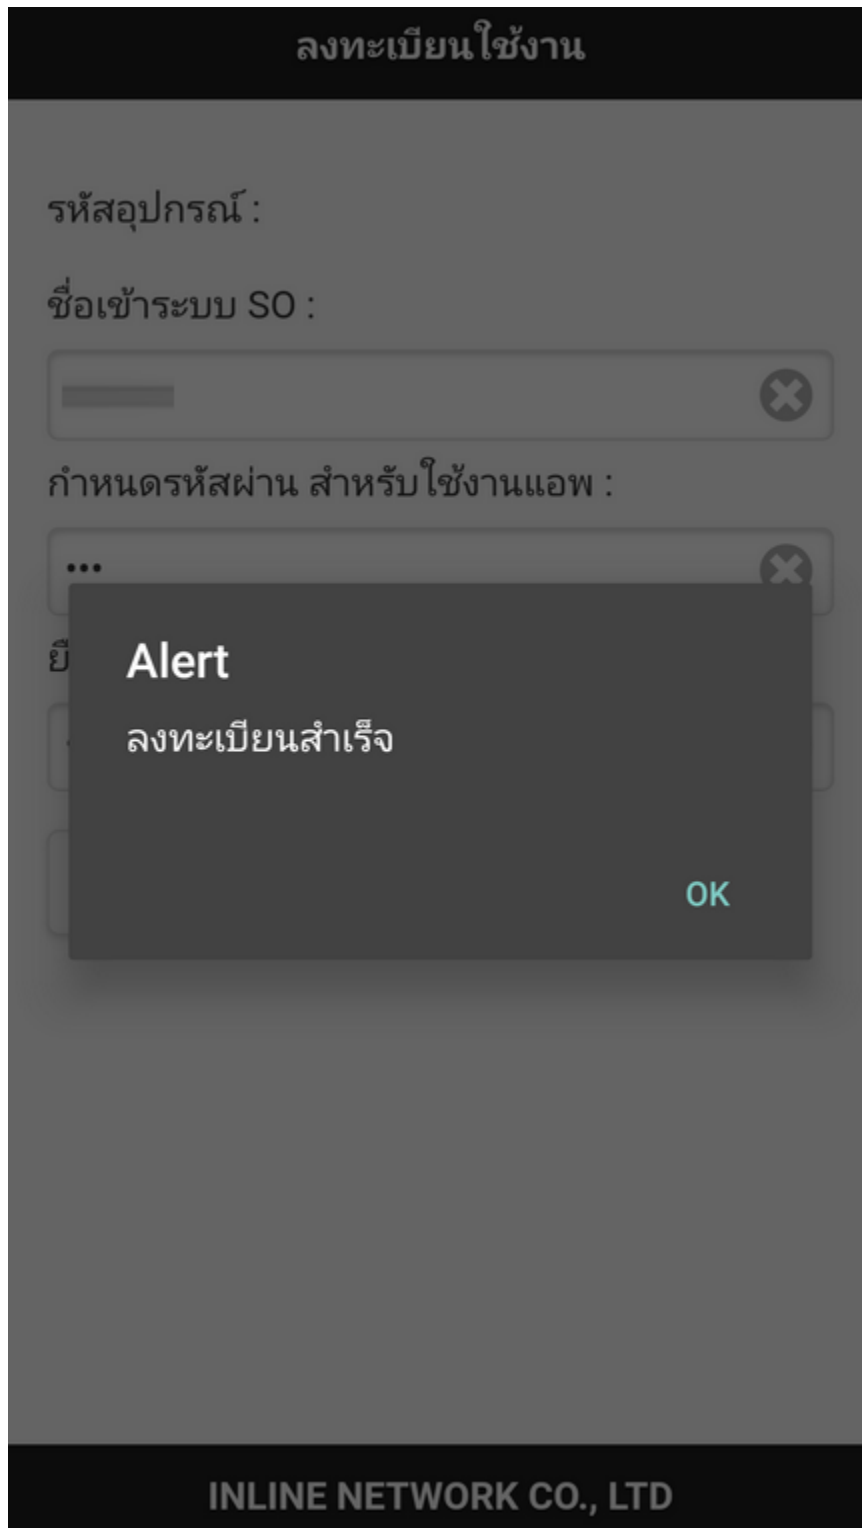 ลงทะเบียนใช้งาน
รหัสอุปกรณ์ :
ชื่อเข้าระบบ SO :
กำหนดรหัสผ่าน สำหรับใช้งานแอพ :
•••
Alert
ลงทะเบียนสำเร็จ
OK
INLINE NETWORK CO., LTD